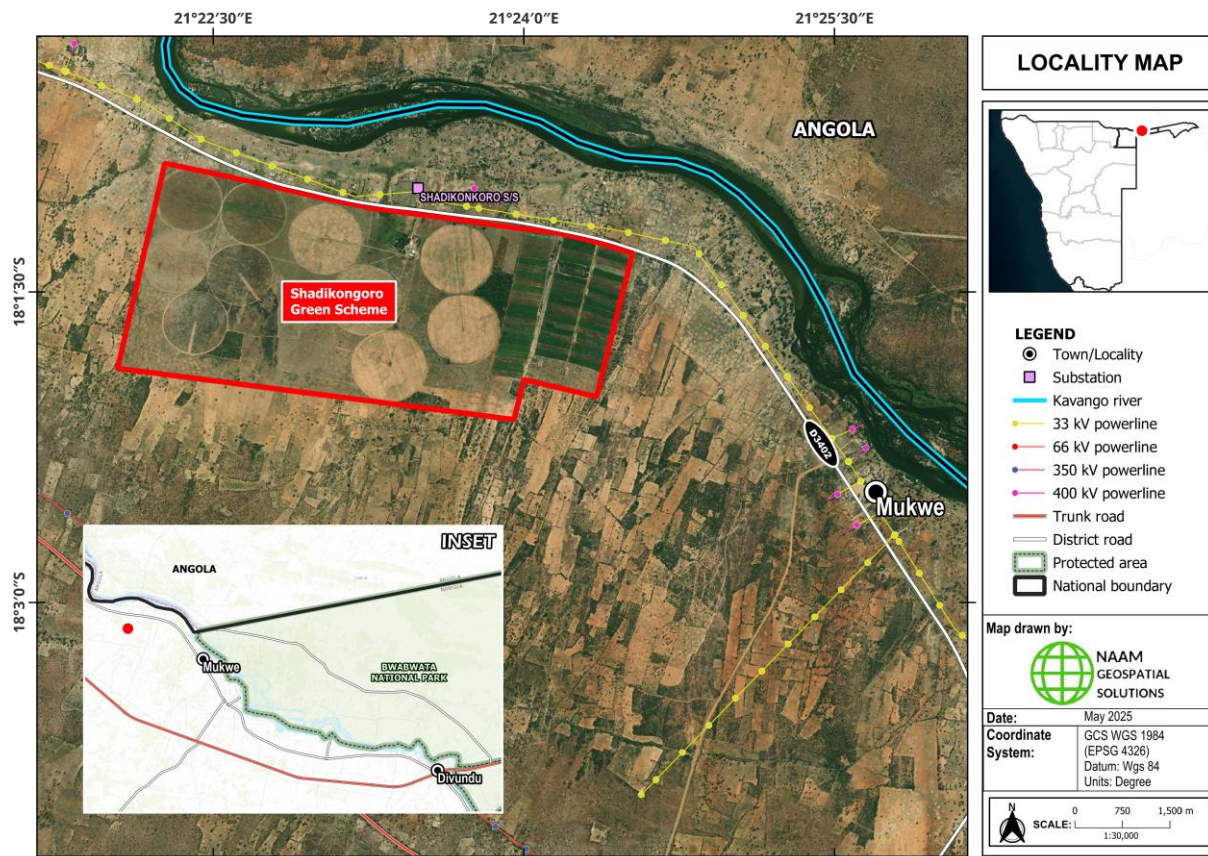 21°22′30″E
21°24′0″E
21°25′30″E
18°1′30″S
18°3′0″S
ANGOLA
SHADIKONKORO S/S
Shadikongoro
Green Scheme
D3402
Mukwe
INSET
ANGOLA
ANGOLA
NAMIBIA
BWABWATA
NATIONAL PARK
Mukwe
Divundu
LOCALITY MAP
LEGEND
Town/Locality
Substation
Kavango river
33 kV powerline
66 kV powerline
350 kV powerline
400 kV powerline
Trunk road
District road
Protected area
National boundary
Map drawn by:
NAAM
GEOSPATIAL
SOLUTIONS
Date: May 2025
Coordinate System: GCS WGS 1984
(EPSG 4326)
Datum: Wgs 84
Units: Degree
N
SCALE: 0 750 1,500 m
1:30,000